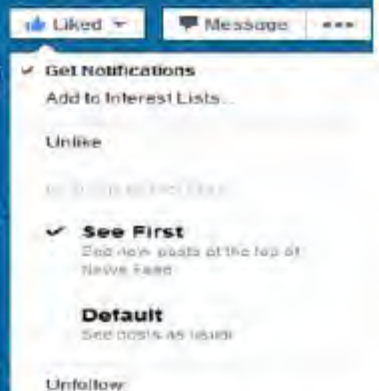 Liked
Message
Get Notifications
Add to Interest Lists...
Unlike
See First
See new posts at the top of
News Feed
Default
See posts as usual
Unfollow